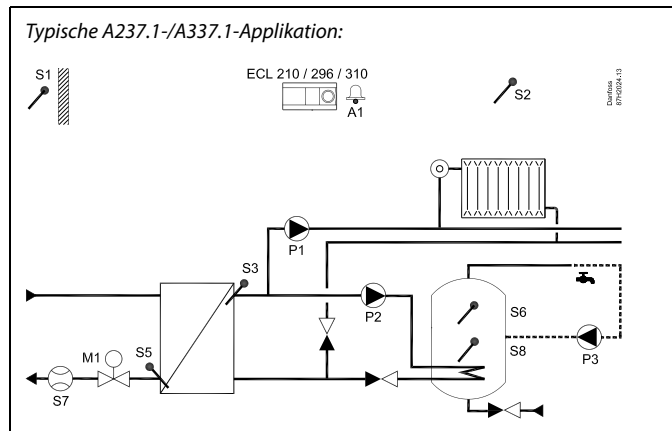 Typische A237.1-/A337.1-Applikation:
S1
ECL 210 / 296 / 310
A1
S2
Danfoss
87H2024.13
P1
S3
P2
S6
S8
P3
M1
S5
S7